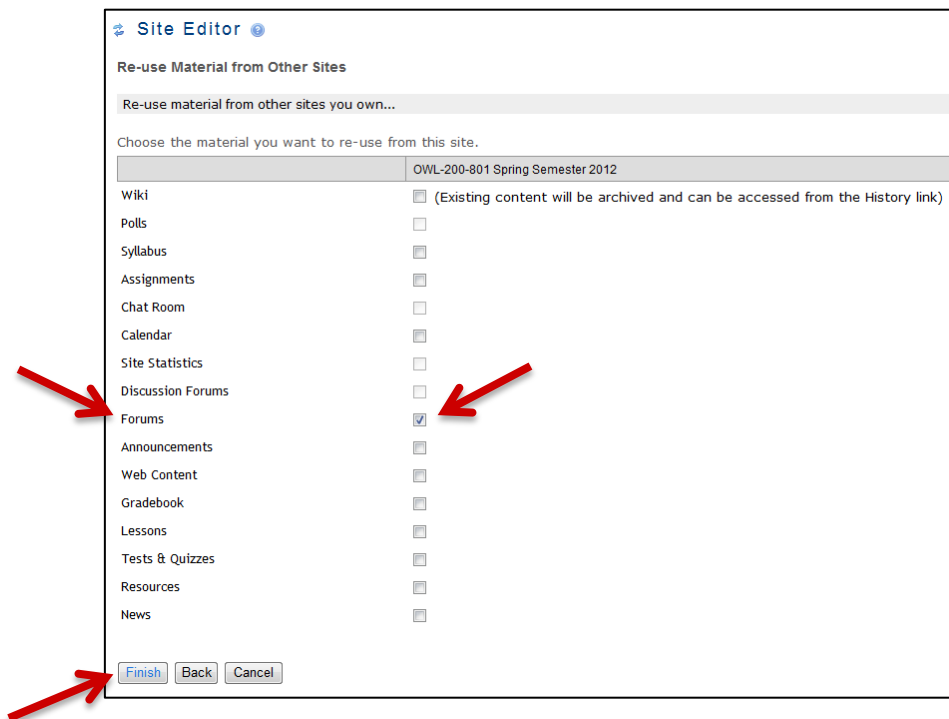 Site Editor
Re-use Material from Other Sites
Re-use material from other sites you own...
Choose the material you want to re-use from this site.
OWL-200-801 Spring Semester 2012
Wiki (Existing content will be archived and can be accessed from the History link)
Polls
Syllabus
Assignments
Chat Room
Calendar
Site Statistics
Discussion Forums
Forums
Announcements
Web Content
Gradebook
Lessons
Tests & Quizzes
Resources
News
Finish Back Cancel